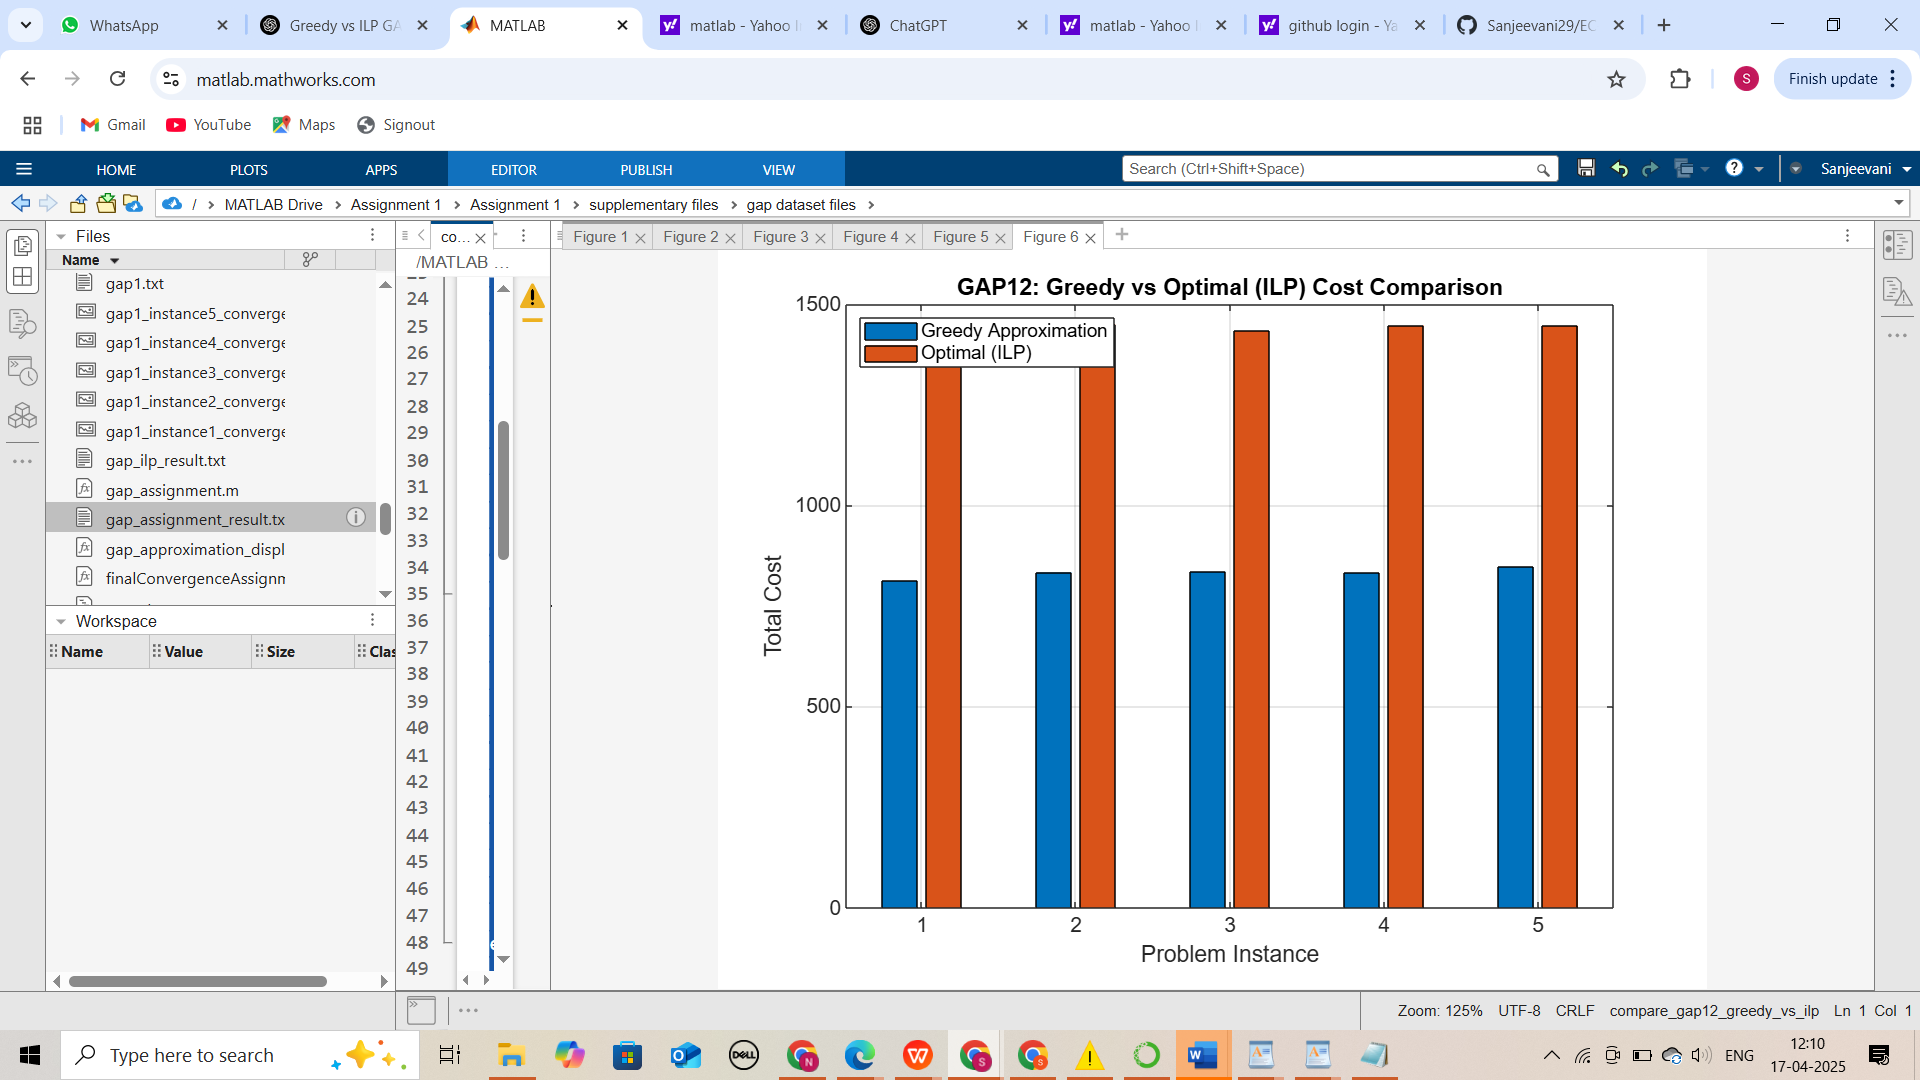 WhatsApp
Greedy vs ILP GA
MATLAB
matlab - Yahoo I
ChatGPT
matlab - Yahoo I
github login - Ya
Sanjeevani29/EC
matlab.mathworks.com
S
Finish update
Gmail
YouTube
Maps
Signout
HOME
PLOTS
APPS
EDITOR
PUBLISH
VIEW
Search (Ctrl+Shift+Space)
Sanjeevani
/ › MATLAB Drive › Assignment 1 › Assignment 1 › supplementary files › gap dataset files ›
Files
Name
gap1.txt
gap1_instance5_converge
gap1_instance4_converge
gap1_instance3_converge
gap1_instance2_converge
gap1_instance1_converge
gap_ilp_result.txt
gap_assignment.m
gap_assignment_result.tx
gap_approximation_displ
finalConvergenceAssignm
Workspace
Name Value Size Clas
co...
/MATLAB ...
24
25
26
27
28
29
30
31
32
33
34
35
36
37
38
39
40
41
42
43
44
45
46
47
48
49
Figure 1
Figure 2
Figure 3
Figure 4
Figure 5
Figure 6
GAP12: Greedy vs Optimal (ILP) Cost Comparison
Greedy Approximation
Optimal (ILP)
1500
1000
500
0
Total Cost
1 2 3 4 5
Problem Instance
Zoom: 125% UTF-8 CRLF compare_gap12_greedy_vs_ilp Ln 1 Col 1
Type here to search
DELL
ENG
12:10
17-04-2025